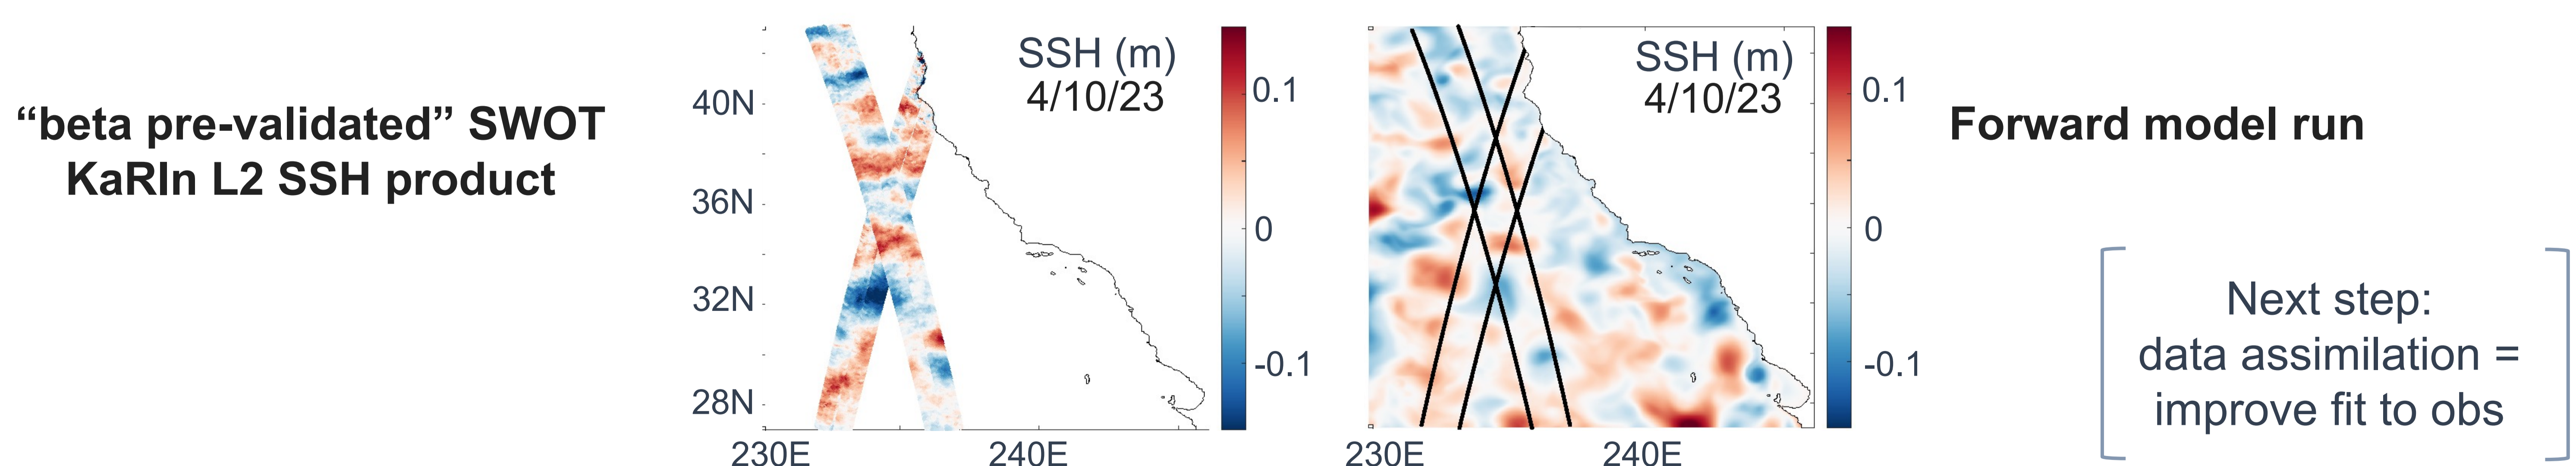 “beta pre-validated” SWOT
KaRIn L2 SSH product
40N
36N
32N
28N
230E
240E
SSH (m)
4/10/23
0.1
0
-0.1
230E
240E
SSH (m)
4/10/23
0.1
0
-0.1
Forward model run
Next step:
data assimilation =
improve fit to obs